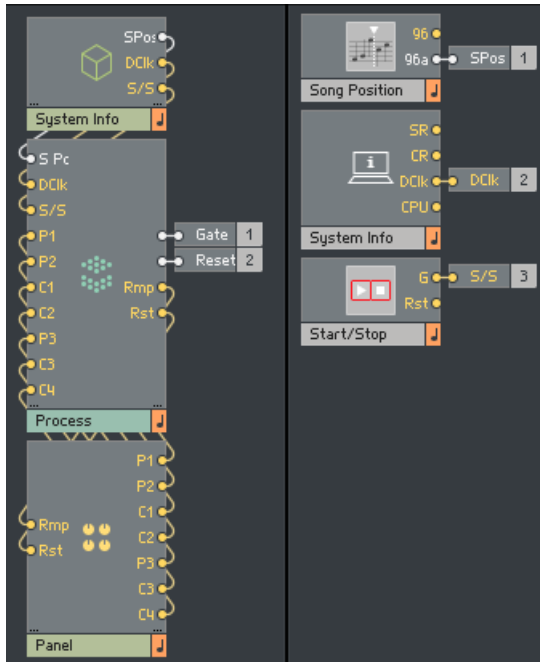 SPos
DClk
S/S
...
...
System Info
S Pc
DClk
S/S
P1
P2
C1
C2
P3
C3
C4
Gate 1
Reset 2
Rmp
Rst
...
...
Process
P1
P2
C1
C2
P3
C3
C4
Rmp
Rst
...
...
Panel
96
96a
SPos 1
Song Position
SR
CR
DClk
CPU
i
DClk 2
System Info
G
Rst
S/S 3
Start/Stop